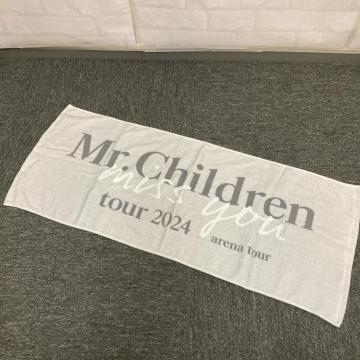 Mr.Children
miss you
tour 2024
arena tour